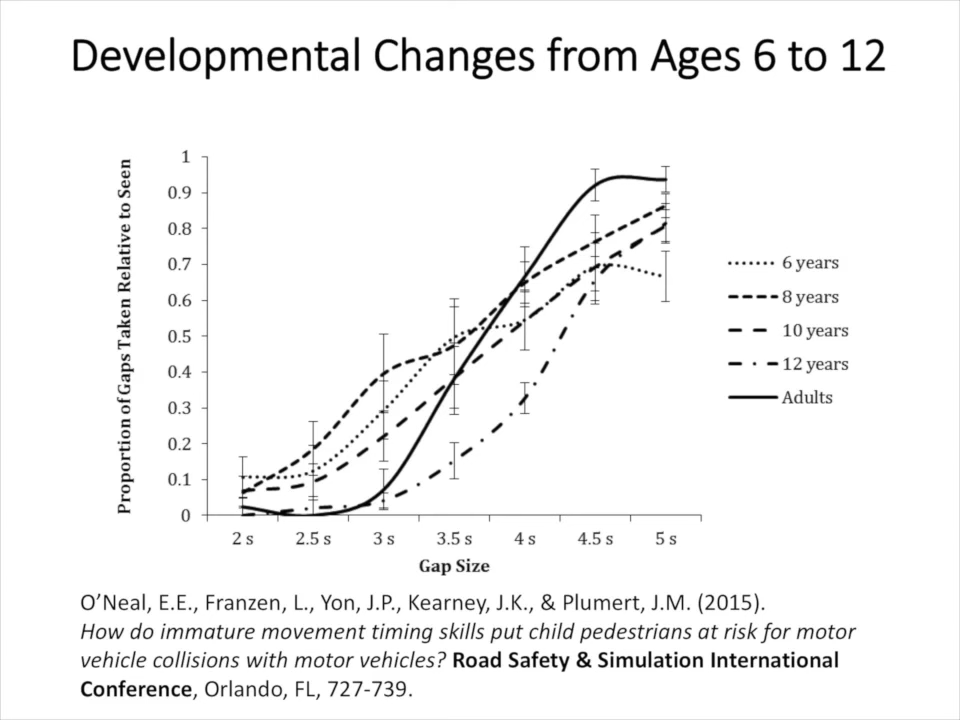 Developmental Changes from Ages 6 to 12
Proportion of Gaps Taken Relative to Seen
1
0.9
0.8
0.7
0.6
0.5
0.4
0.3
0.2
0.1
0
2 s 2.5 s 3 s 3.5 s 4 s 4.5 s 5 s
Gap Size
6 years
8 years
10 years
12 years
Adults
O’Neal, E.E., Franzen, L., Yon, J.P., Kearney, J.K., & Plumert, J.M. (2015).
How do immature movement timing skills put child pedestrians at risk for motor
vehicle collisions with motor vehicles? Road Safety & Simulation International
Conference, Orlando, FL, 727-739.